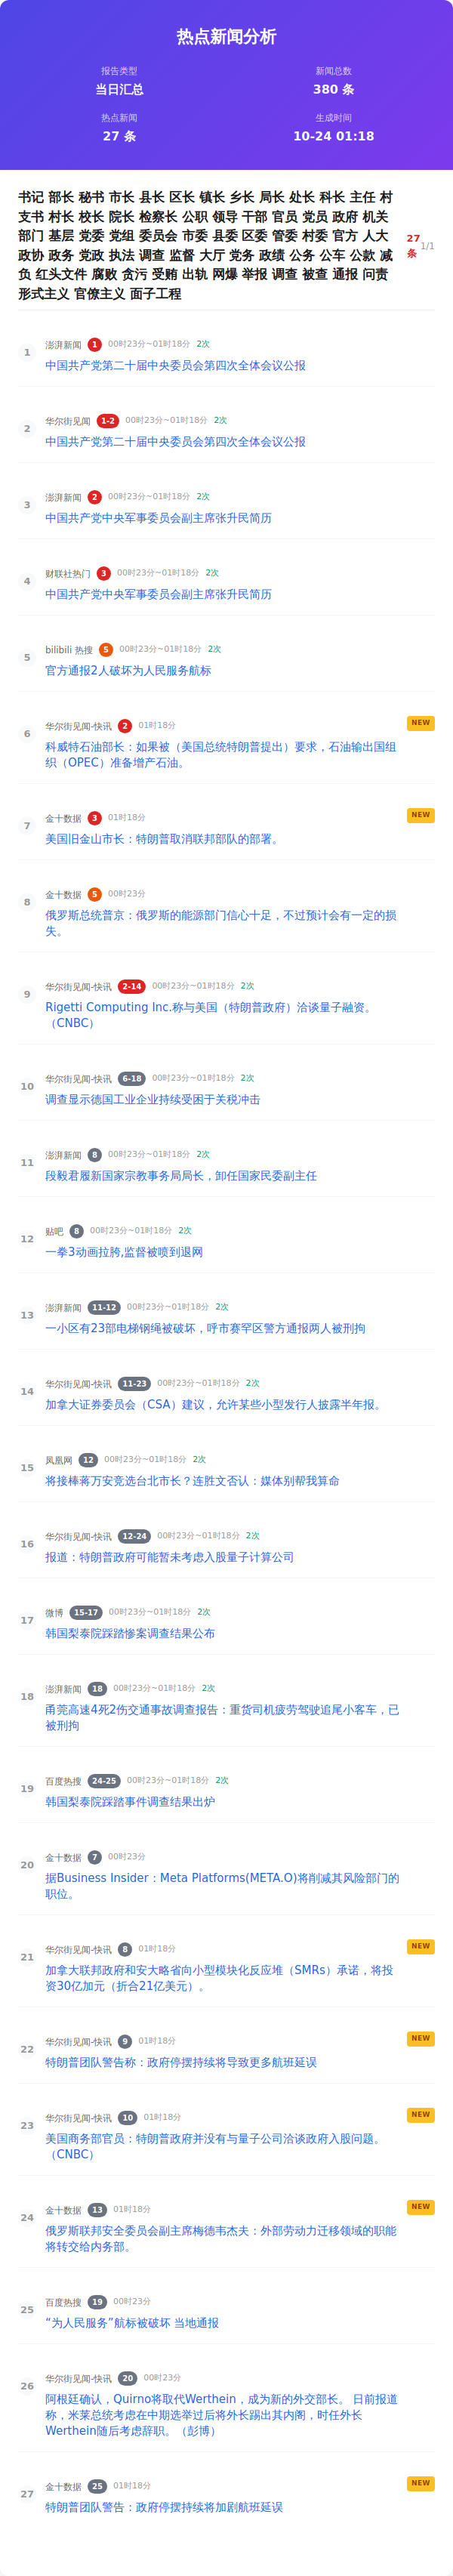 热点新闻分析
报告类型
当日汇总
新闻总数
380 条
热点新闻
27 条
生成时间
10-24 01:18
书记 部长 秘书 市长 县长 区长 镇长 乡长 局长 处长 科长 主任 村
支书 村长 校长 院长 检察长 公职 领导 干部 官员 党员 政府 机关
部门 基层 党委 党组 委员会 市委 县委 区委 管委 村委 官方 人大
政协 政务 党政 执法 调查 监督 大厅 党务 政绩 公务 公车 公款 减
负 红头文件 腐败 贪污 受贿 出轨 网爆 举报 调查 被查 通报 问责
形式主义 官僚主义 面子工程
27
条
1/1
1
澎湃新闻 1 00时23分~01时18分 2次
中国共产党第二十届中央委员会第四次全体会议公报
2
华尔街见闻 1-2 00时23分~01时18分 2次
中国共产党第二十届中央委员会第四次全体会议公报
3
澎湃新闻 2 00时23分~01时18分 2次
中国共产党中央军事委员会副主席张升民简历
4
财联社热门 3 00时23分~01时18分 2次
中国共产党中央军事委员会副主席张升民简历
5
bilibili 热搜 5 00时23分~01时18分 2次
官方通报2人破坏为人民服务航标
6
华尔街见闻-快讯 2 01时18分
NEW
科威特石油部长：如果被（美国总统特朗普提出）要求，石油输出国组
织（OPEC）准备增产石油。
7
金十数据 3 01时18分
NEW
美国旧金山市长：特朗普取消联邦部队的部署。
8
金十数据 5 00时23分
俄罗斯总统普京：俄罗斯的能源部门信心十足，不过预计会有一定的损
失。
9
华尔街见闻-快讯 2-14 00时23分~01时18分 2次
Rigetti Computing Inc.称与美国（特朗普政府）洽谈量子融资。
（CNBC）
10
华尔街见闻-快讯 6-18 00时23分~01时18分 2次
调查显示德国工业企业持续受困于关税冲击
11
澎湃新闻 8 00时23分~01时18分 2次
段毅君履新国家宗教事务局局长，卸任国家民委副主任
12
贴吧 8 00时23分~01时18分 2次
一拳3动画拉胯,监督被喷到退网
13
澎湃新闻 11-12 00时23分~01时18分 2次
一小区有23部电梯钢绳被破坏，呼市赛罕区警方通报两人被刑拘
14
华尔街见闻-快讯 11-23 00时23分~01时18分 2次
加拿大证券委员会（CSA）建议，允许某些小型发行人披露半年报。
15
凤凰网 12 00时23分~01时18分 2次
将接棒蒋万安竞选台北市长？连胜文否认：媒体别帮我算命
16
华尔街见闻-快讯 12-24 00时23分~01时18分 2次
报道：特朗普政府可能暂未考虑入股量子计算公司
17
微博 15-17 00时23分~01时18分 2次
韩国梨泰院踩踏惨案调查结果公布
18
澎湃新闻 18 00时23分~01时18分 2次
甬莞高速4死2伤交通事故调查报告：重货司机疲劳驾驶追尾小客车，已
被刑拘
19
百度热搜 24-25 00时23分~01时18分 2次
韩国梨泰院踩踏事件调查结果出炉
20
金十数据 7 00时23分
据Business Insider：Meta Platforms(META.O)将削减其风险部门的
职位。
21
华尔街见闻-快讯 8 01时18分
NEW
加拿大联邦政府和安大略省向小型模块化反应堆（SMRs）承诺，将投
资30亿加元（折合21亿美元）。
22
华尔街见闻-快讯 9 01时18分
NEW
特朗普团队警告称：政府停摆持续将导致更多航班延误
23
华尔街见闻-快讯 10 01时18分
NEW
美国商务部官员：特朗普政府并没有与量子公司洽谈政府入股问题。
（CNBC）
24
金十数据 13 01时18分
NEW
俄罗斯联邦安全委员会副主席梅德韦杰夫：外部劳动力迁移领域的职能
将转交给内务部。
25
百度热搜 19 00时23分
“为人民服务”航标被破坏 当地通报
26
华尔街见闻-快讯 20 00时23分
阿根廷确认，Quirno将取代Werthein，成为新的外交部长。 日前报道
称，米莱总统考虑在中期选举过后将外长踢出其内阁，时任外长
Werthein随后考虑辞职。（彭博）
27
金十数据 25 01时18分
NEW
特朗普团队警告：政府停摆持续将加剧航班延误